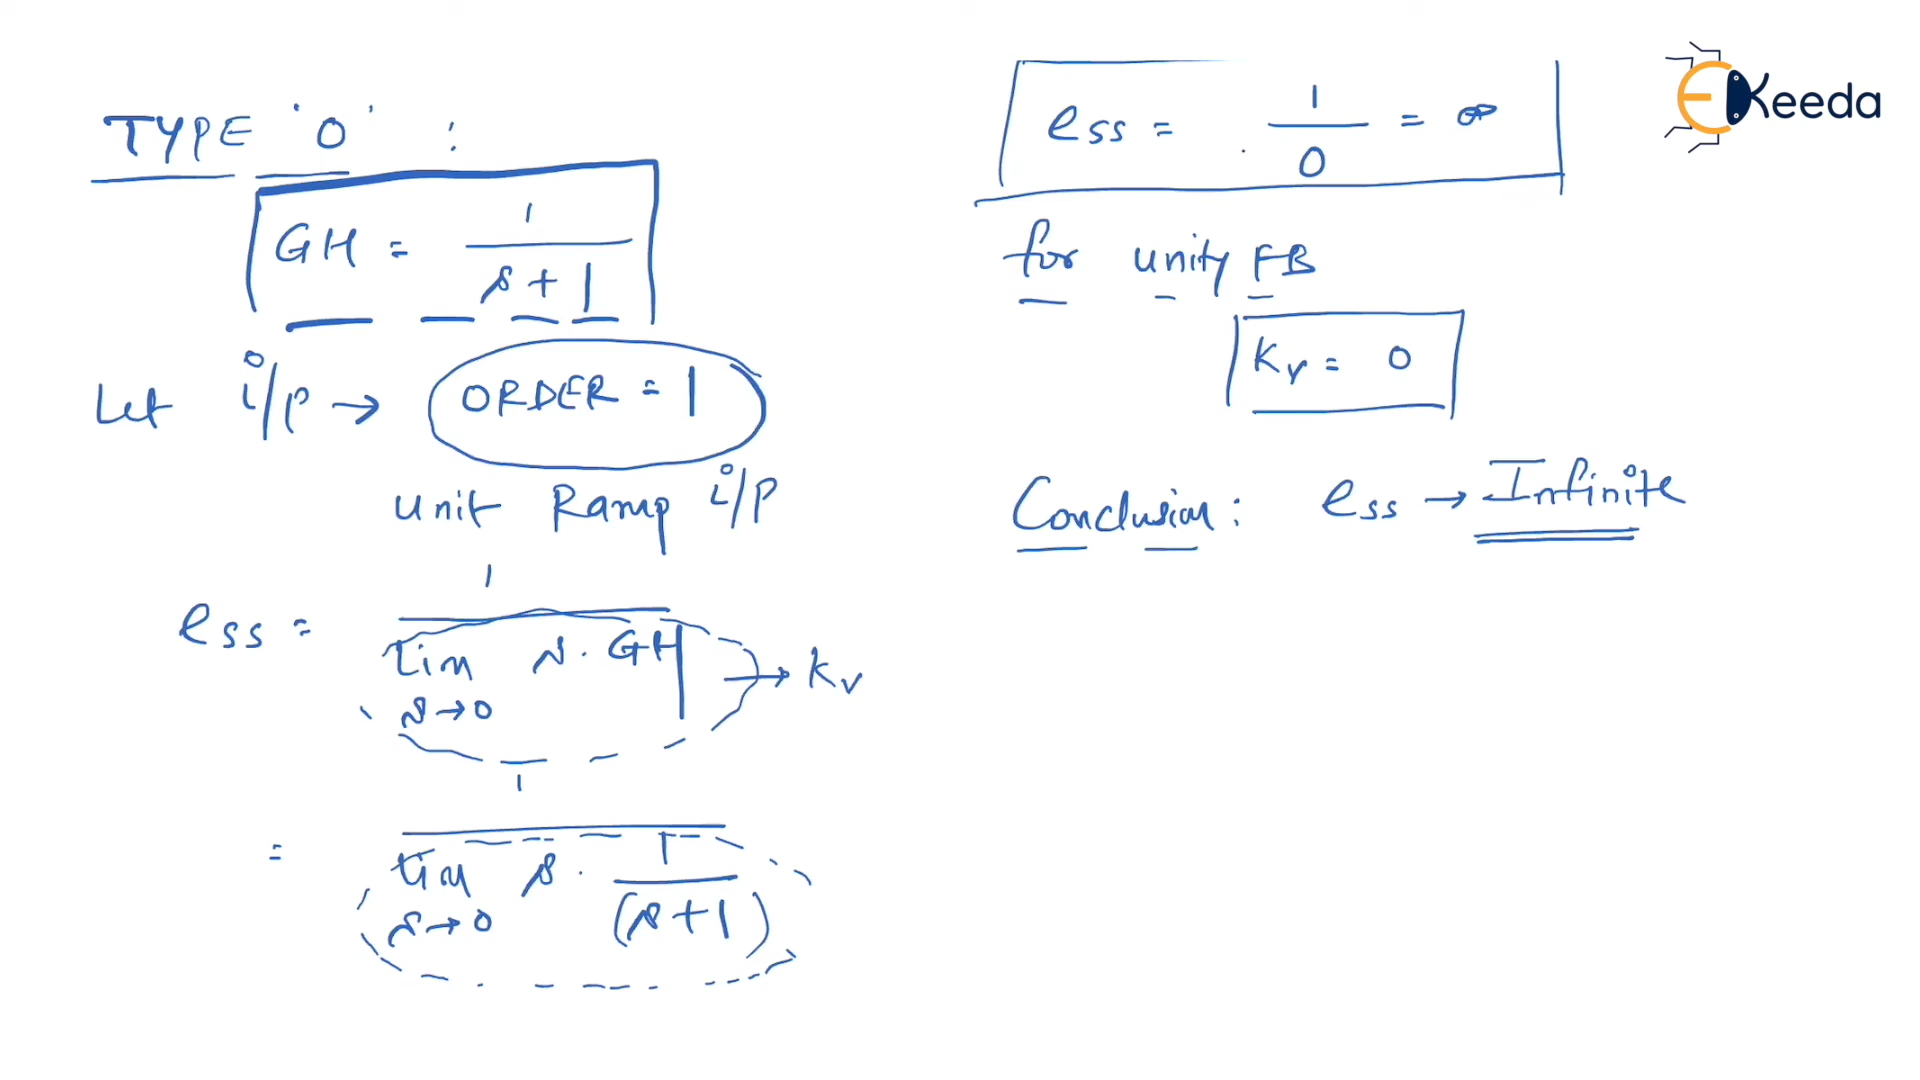 TYPE '0' :
GH = 1 / s + 1
Let i/p → ORDER = 1
unit Ramp i/p
ess = 1 / Lim s→0 s. GH → Kv
= 1 / Lim s→0 s. 1 / (s+1)
ess = 1 / 0 = ∞
for unity FB
Kv = 0
Conclusion: ess → Infinite
EKeeda